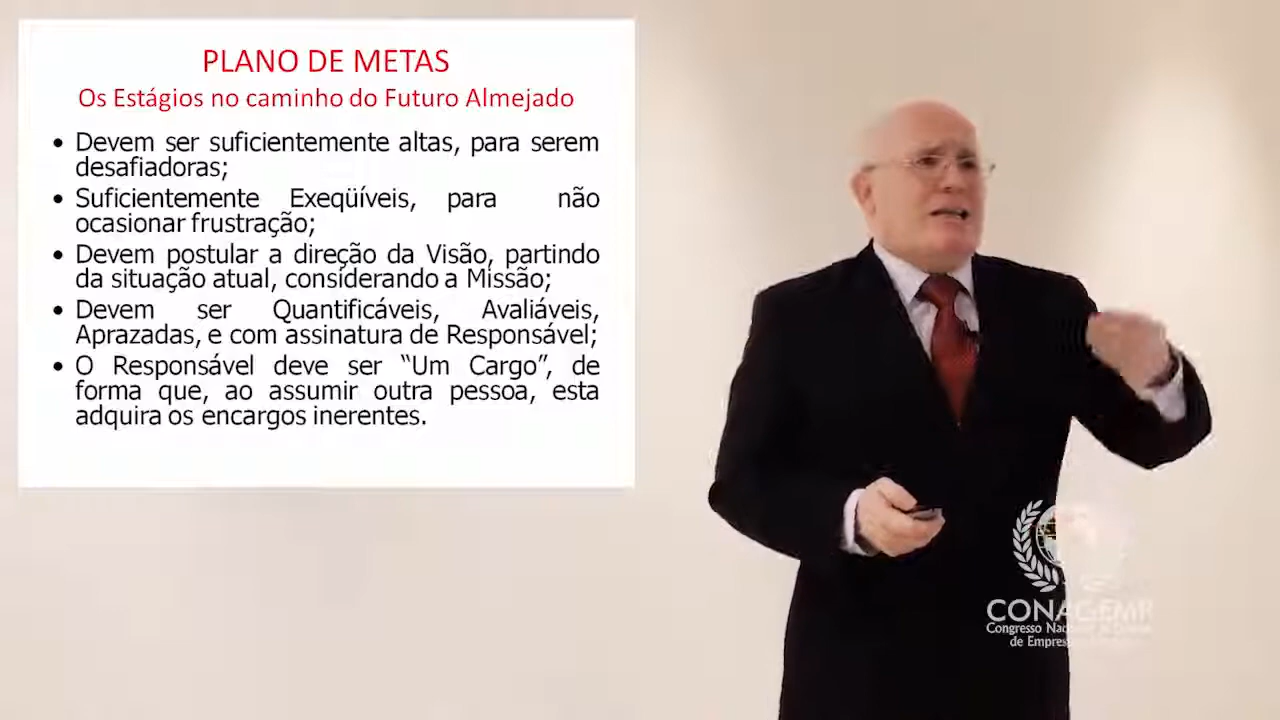 PLANO DE METAS
Os Estágios no caminho do Futuro Almejado
• Devem ser suficientemente altas, para serem
desafiadoras;
• Suficientemente Exeqüíveis, para não
ocasionar frustração;
• Devem postular a direção da Visão, partindo
da situação atual, considerando a Missão;
• Devem ser Quantificáveis, Avaliáveis,
Aprazadas, e com assinatura de Responsável;
• O Responsável deve ser “Um Cargo”, de
forma que, ao assumir outra pessoa, esta
adquira os encargos inerentes.
CONAGEMP
Congresso
de